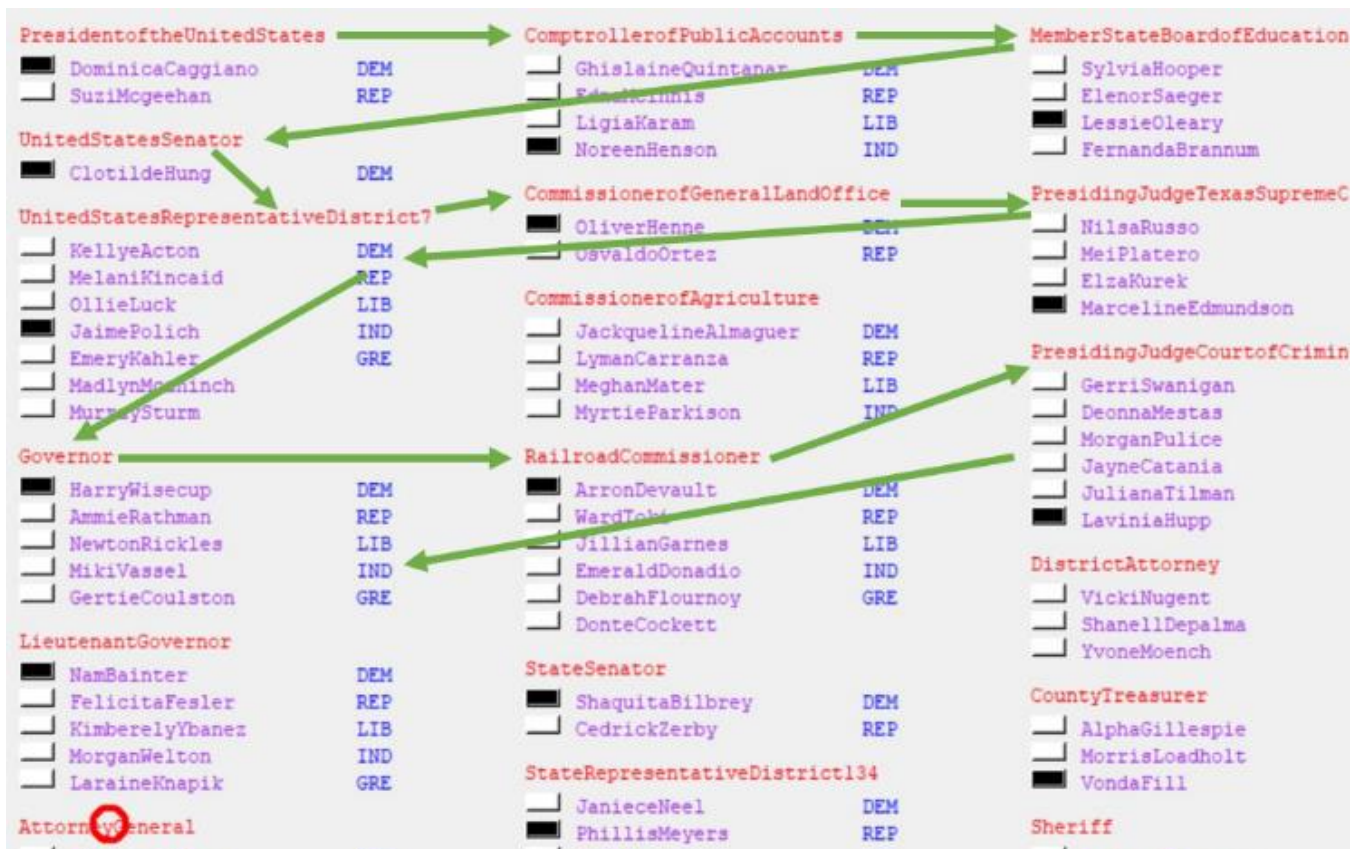 PresidentoftheUnitedStates
DominicaCaggiano DEM
SuziMcgeehan REP
UnitedStatesSenator
ClotildeHung DEM
UnitedStatesRepresentativeDistrict7
KellyeActon DEM
MelaniKincaid REP
OllieLuck LIB
JaimePolich IND
EmeryKahler GRE
MurraySturm
Governor
HarryWisecup DEM
AmmieRathman REP
NewtonRickles LIB
MikiVassel IND
GertieCoulston GRE
LieutenantGovernor
NamBainter DEM
FelicitaFesler REP
KimberelyYbanez LIB
MorganWelton IND
LaraineKnapik GRE
AttorneyGeneral
ComptrollerofPublicAccounts
GhislaineQuintanar DEM
REP
LigiaKaram LIB
NoreenHenson IND
CommissionerofGeneralLandOffice
OliverHenne DEM
OsvaldoOrtez REP
CommissionerofAgriculture
JackquelineAlmaguer DEM
LymanCarranza REP
MeghanMater LIB
MyrtieParkison IND
RailroadCommissioner
ArronDevault DEM
REP
JillianGarnes LIB
EmeraldDonadio IND
DebrahFlournoy GRE
DonteCockett
StateSenator
ShaquitaBilbrey DEM
CedrickZerby REP
StateRepresentativeDistrict134
JanieceNeel DEM
PhillisMeyers REP
MemberStateBoardofEducation
SylviaHooper
ElenorSaeger
LessieOleary
FernandaBrannum
PresidingJudgeTexasSupremeC
NilsaRusso
MeiPlatero
ElzaKurek
MarcelineEdmundson
PresidingJudgeCourtofCrimin
GerriSwanigan
DeonnaMestas
MorganPulice
JayneCatania
JulianaTilman
LaviniaHupp
DistrictAttorney
VickiNugent
ShanellDepalma
YvoneMoench
CountyTreasurer
AlphaGillespie
MorrisLoadholt
VondaFill
Sheriff